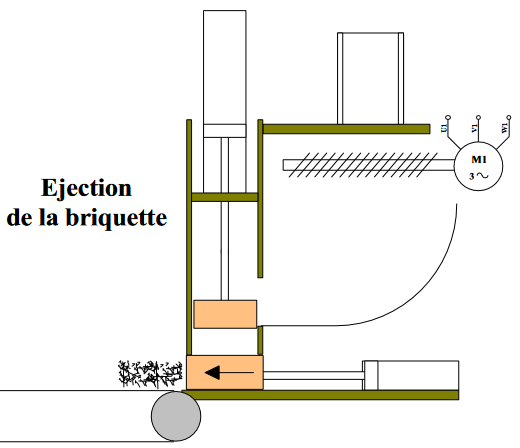 U1 V1 W1
M1
3 ~
Ejection
de la briquette